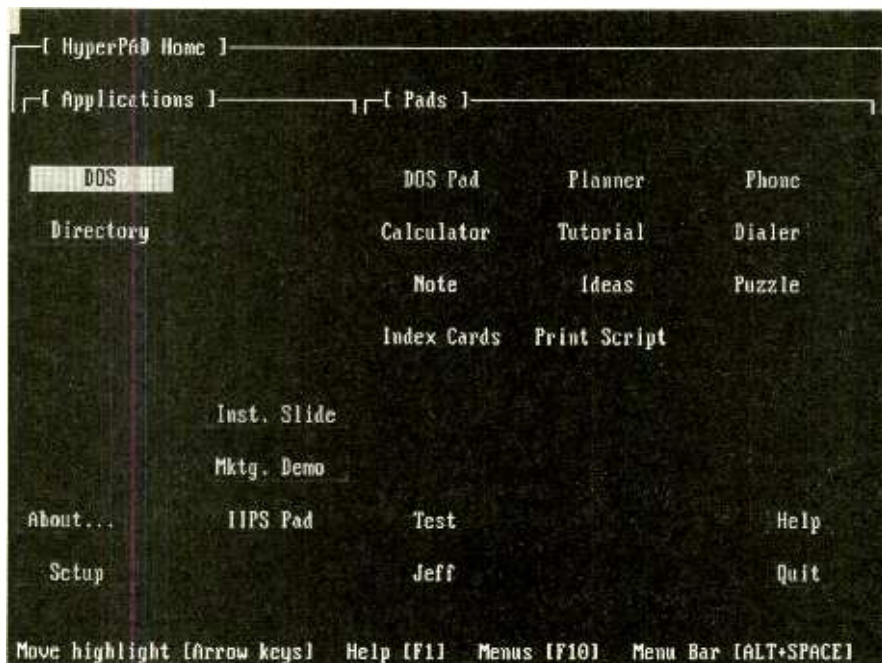 [ HyperPAD Home ]
[ Applications ] [ Pads ]
DOS DOS Pad Planner Phone
Directory Calculator Tutorial Dialer
Note Ideas Puzzle
Index Cards Print Script
Inst. Slide
Mktg. Demo
About... IIPS Pad Test Help
Setup Jeff Quit
Move highlight [Arrow keys] Help [F1] Menus [F10] Menu Bar [ALT+SPACE]